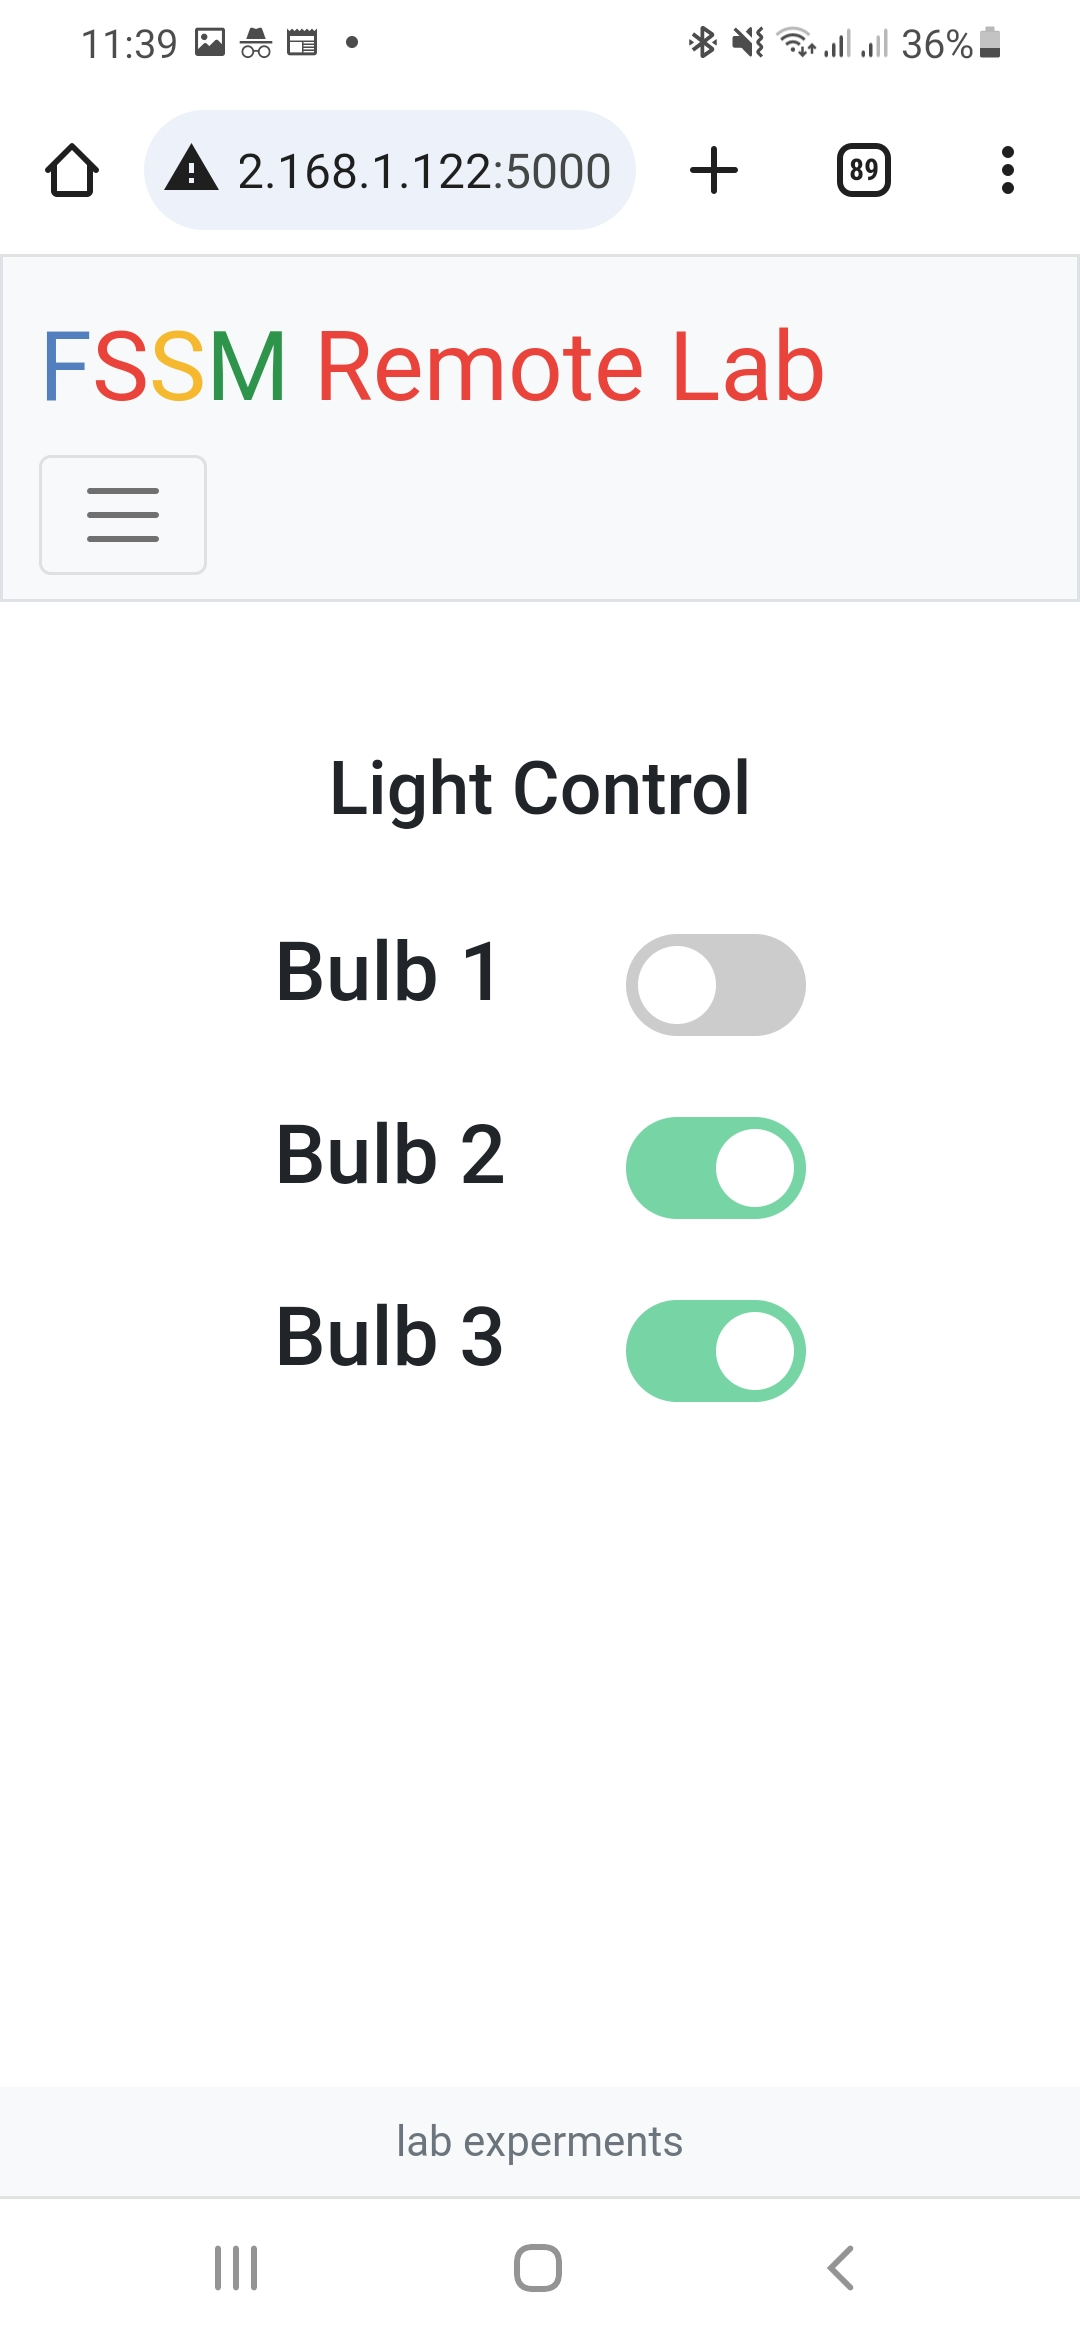 11:39 36%
2.168.1.122:5000 89
FSSM Remote Lab
Light Control
Bulb 1
Bulb 2
Bulb 3
lab experments